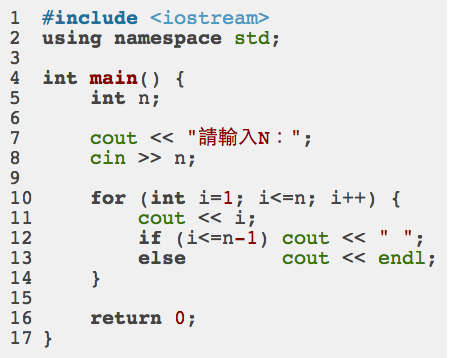 1 #include <iostream>
2 using namespace std;
3
4 int main() {
5     int n;
6
7     cout << "請輸入N：";
8     cin >> n;
9
10     for (int i=1; i<=n; i++) {
11         cout << i;
12         if (i<=n-1) cout << " ";
13         else        cout << endl;
14     }
15
16     return 0;
17 }